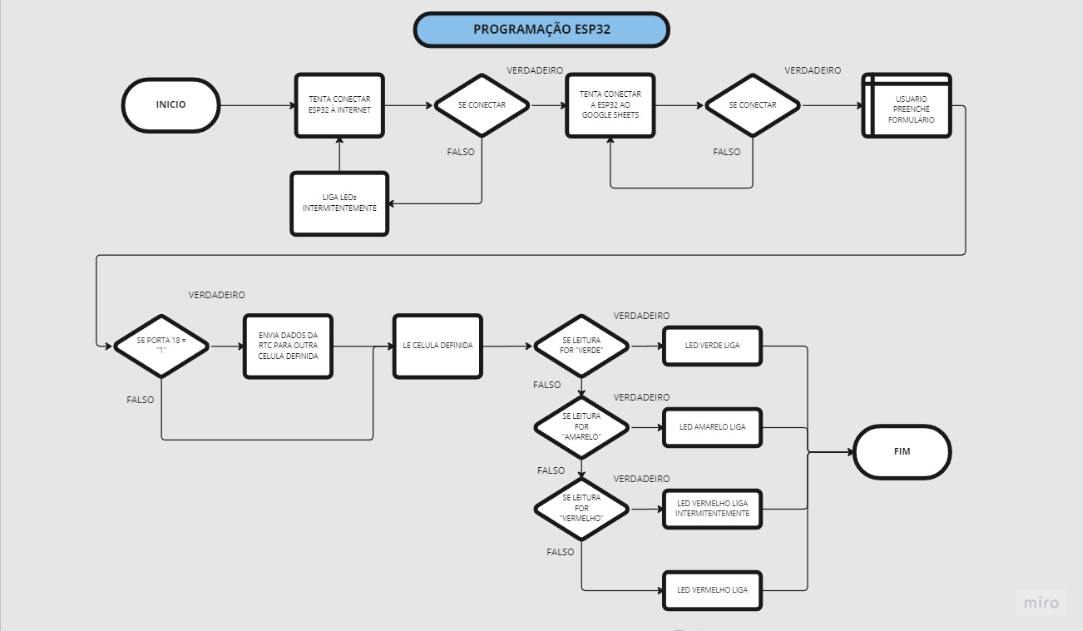 PROGRAMAÇÃO ESP32
INICIO
TENTA CONECTAR
ESP32 À INTERNET
SE CONECTAR
VERDADEIRO
TENTA CONECTAR
A ESP32 AO
GOOGLE SHEETS
SE CONECTAR
VERDADEIRO
USUARIO
PREENCHE
FORMULÁRIO
FALSO
FALSO
LIGA LEDs
INTERMITENTEMENTE
VERDADEIRO
SE PORTA 18 =
"1"
ENVIA DADOS DA
RTC PARA OUTRA
CELULA DEFINIDA
LE CELULA DEFINIDA
FALSO
SE LEITURA
FOR "VERDE"
VERDADEIRO
LED VERDE LIGA
FALSO
SE LEITURA
FOR
"AMARELO"
VERDADEIRO
LED AMARELO LIGA
FALSO
SE LEITURA
FOR
"VERMELHO"
VERDADEIRO
LED VERMELHO LIGA
INTERMITENTEMENTE
FALSO
LED VERMELHO LIGA
FIM
miro